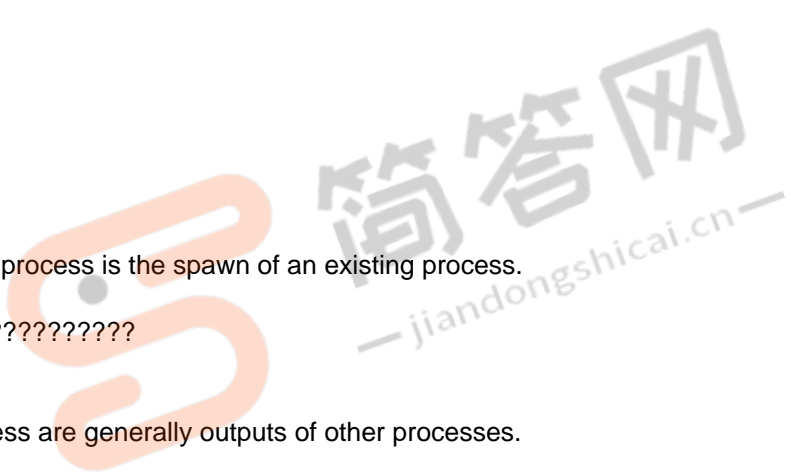 简答网
jiandongshicai.cn
process is the spawn of an existing process.
??????????
ess are generally outputs of other processes.